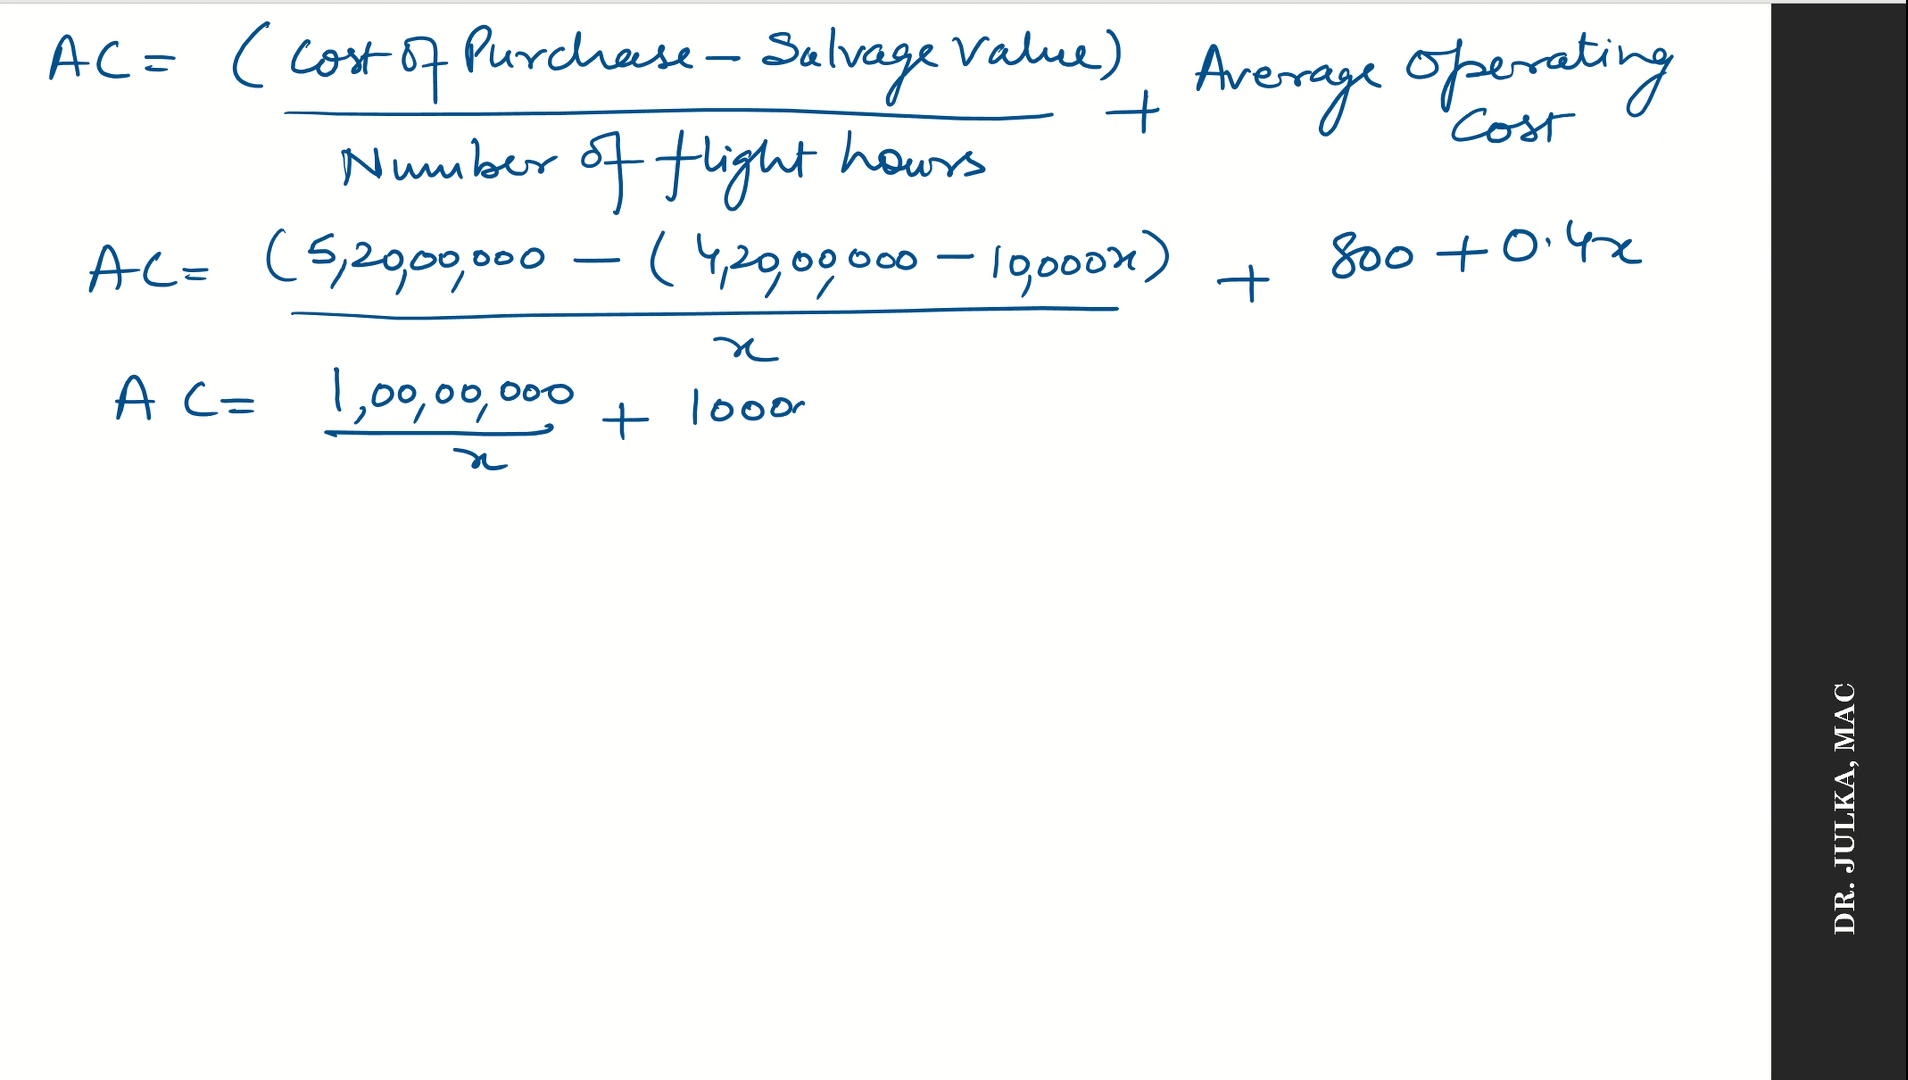 AC = (Cost of Purchase - Salvage Value) + Average Operating Cost
Number of flight hours
AC = (5,20,00,000 - (4,20,00,000 - 10,000x) + 800 + 0.4x
x
AC = 1,00,00,000 + 1000
x
DR. JULKA, MAC